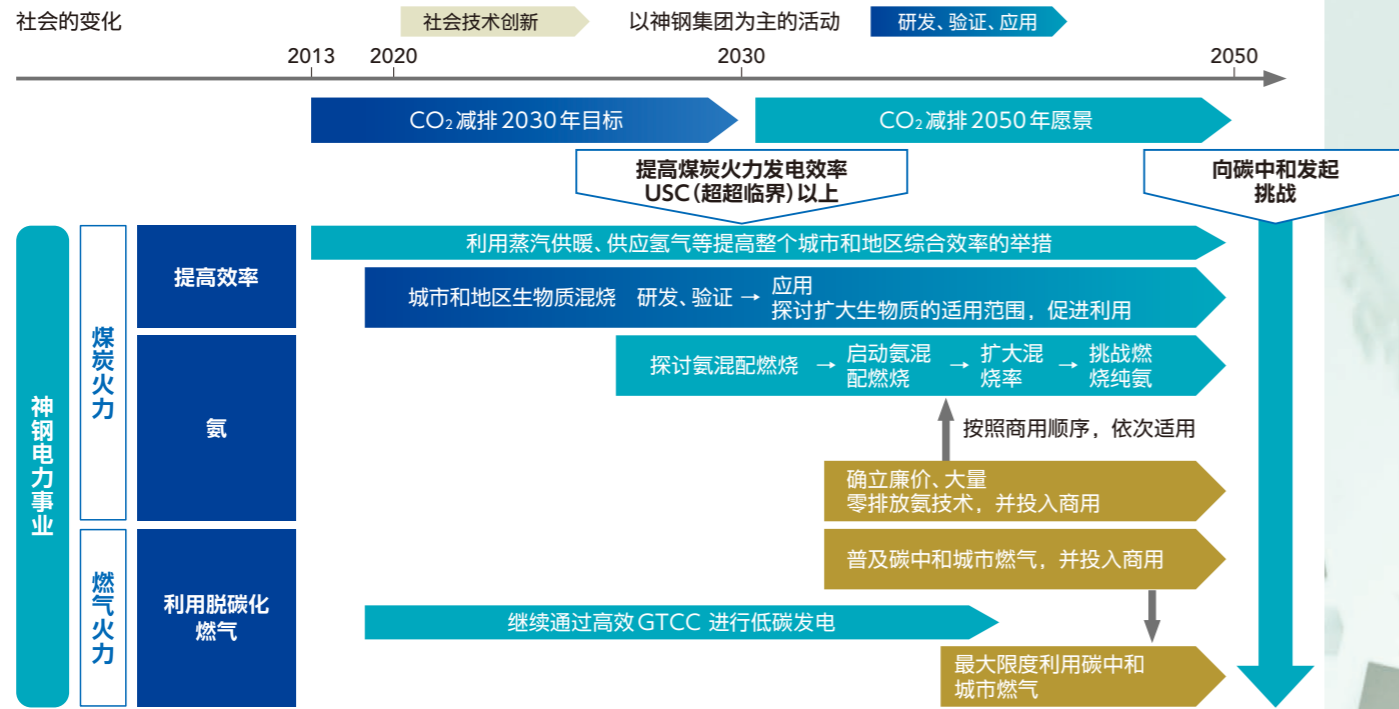 社会的变化
社会技术创新
以神钢集团为主的活动
研发、验证、应用
2013
2020
2030
2050
CO₂减排2030年目标
CO₂减排2050年愿景
提高煤炭火力发电效率
USC（超超临界）以上
向碳中和发起
挑战
神钢电力事业
煤炭火力
提高效率
利用蒸汽供暖、供应氢气等提高整个城市和地区综合效率的举措
城市和地区生物质混烧 研发、验证 → 应用
探讨扩大生物质的适用范围，促进利用
氨
探讨氨混配燃烧 → 启动氨混
配燃烧 → 扩大混
烧率 → 挑战燃
烧纯氨
按照商用顺序，依次适用
确立廉价、大量
零排放氨技术，并投入商用
燃气火力
利用脱碳化
燃气
普及碳中和城市燃气，并投入商用
继续通过高效GTCC 进行低碳发电
最大限度利用碳中和
城市燃气